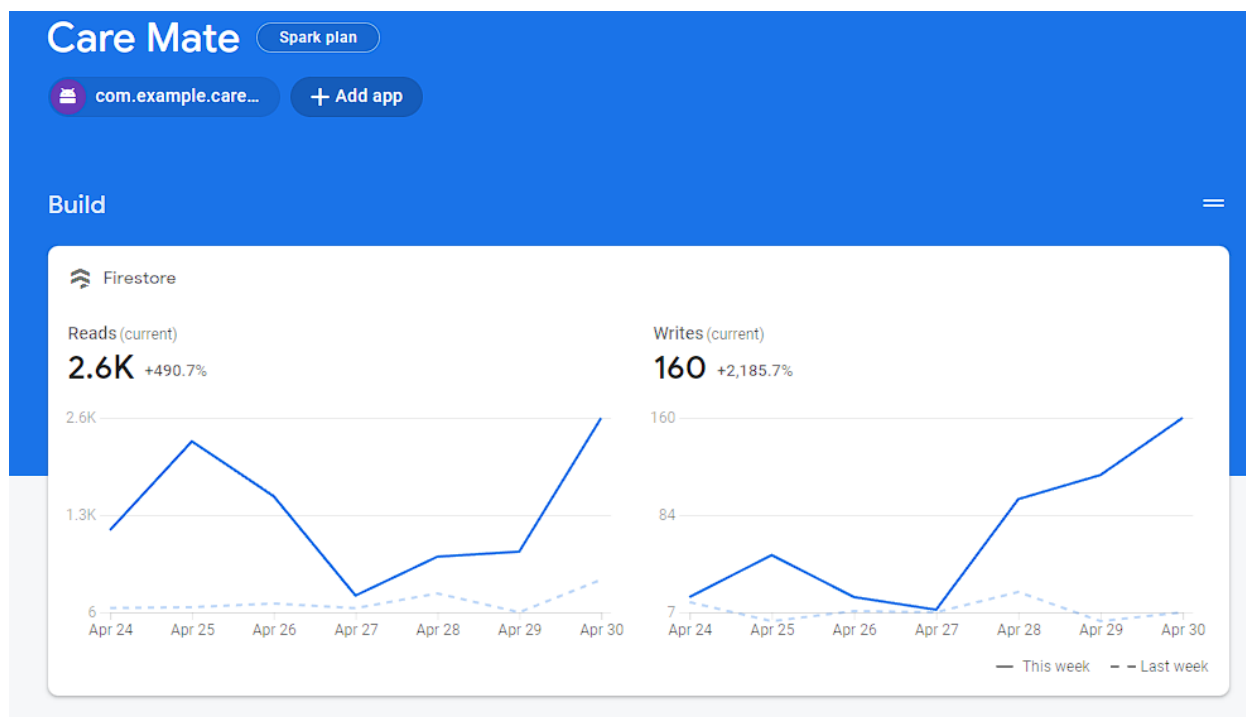 Care Mate Spark plan
com.example.care… + Add app
Build
Firestore
Reads (current)
2.6K +490.7%
2.6K
1.3K
6
Apr 24 Apr 25 Apr 26 Apr 27 Apr 28 Apr 29 Apr 30
Writes (current)
160 +2,185.7%
160
84
7
Apr 24 Apr 25 Apr 26 Apr 27 Apr 28 Apr 29 Apr 30
This week Last week